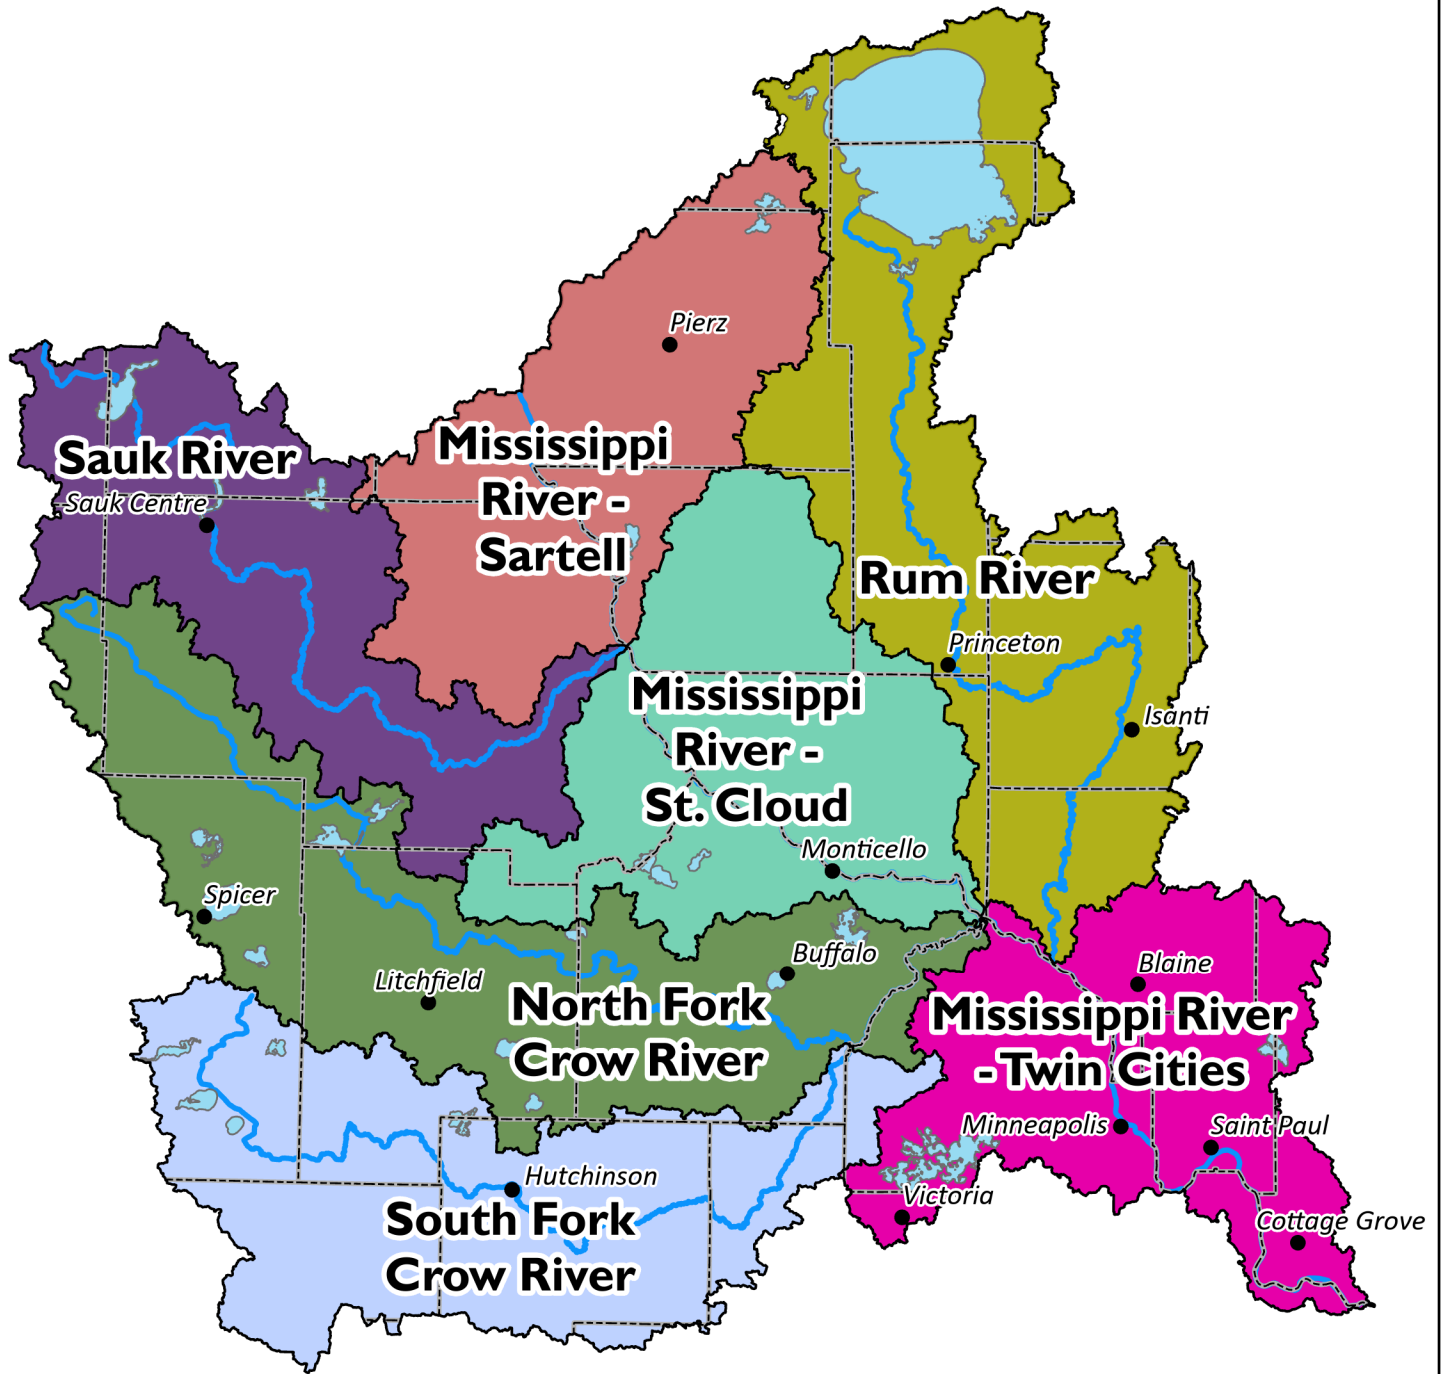 Pierz
Mississippi
River -
Sartell
Sauk River
Sauk Centre
Rum River
Princeton
Mississippi
River -
St. Cloud
Isanti
Monticello
Spicer
Buffalo
Litchfield
Blaine
North Fork
Crow River
Mississippi River
- Twin Cities
Minneapolis
Saint Paul
Hutchinson
Victoria
South Fork
Crow River
Cottage Grove